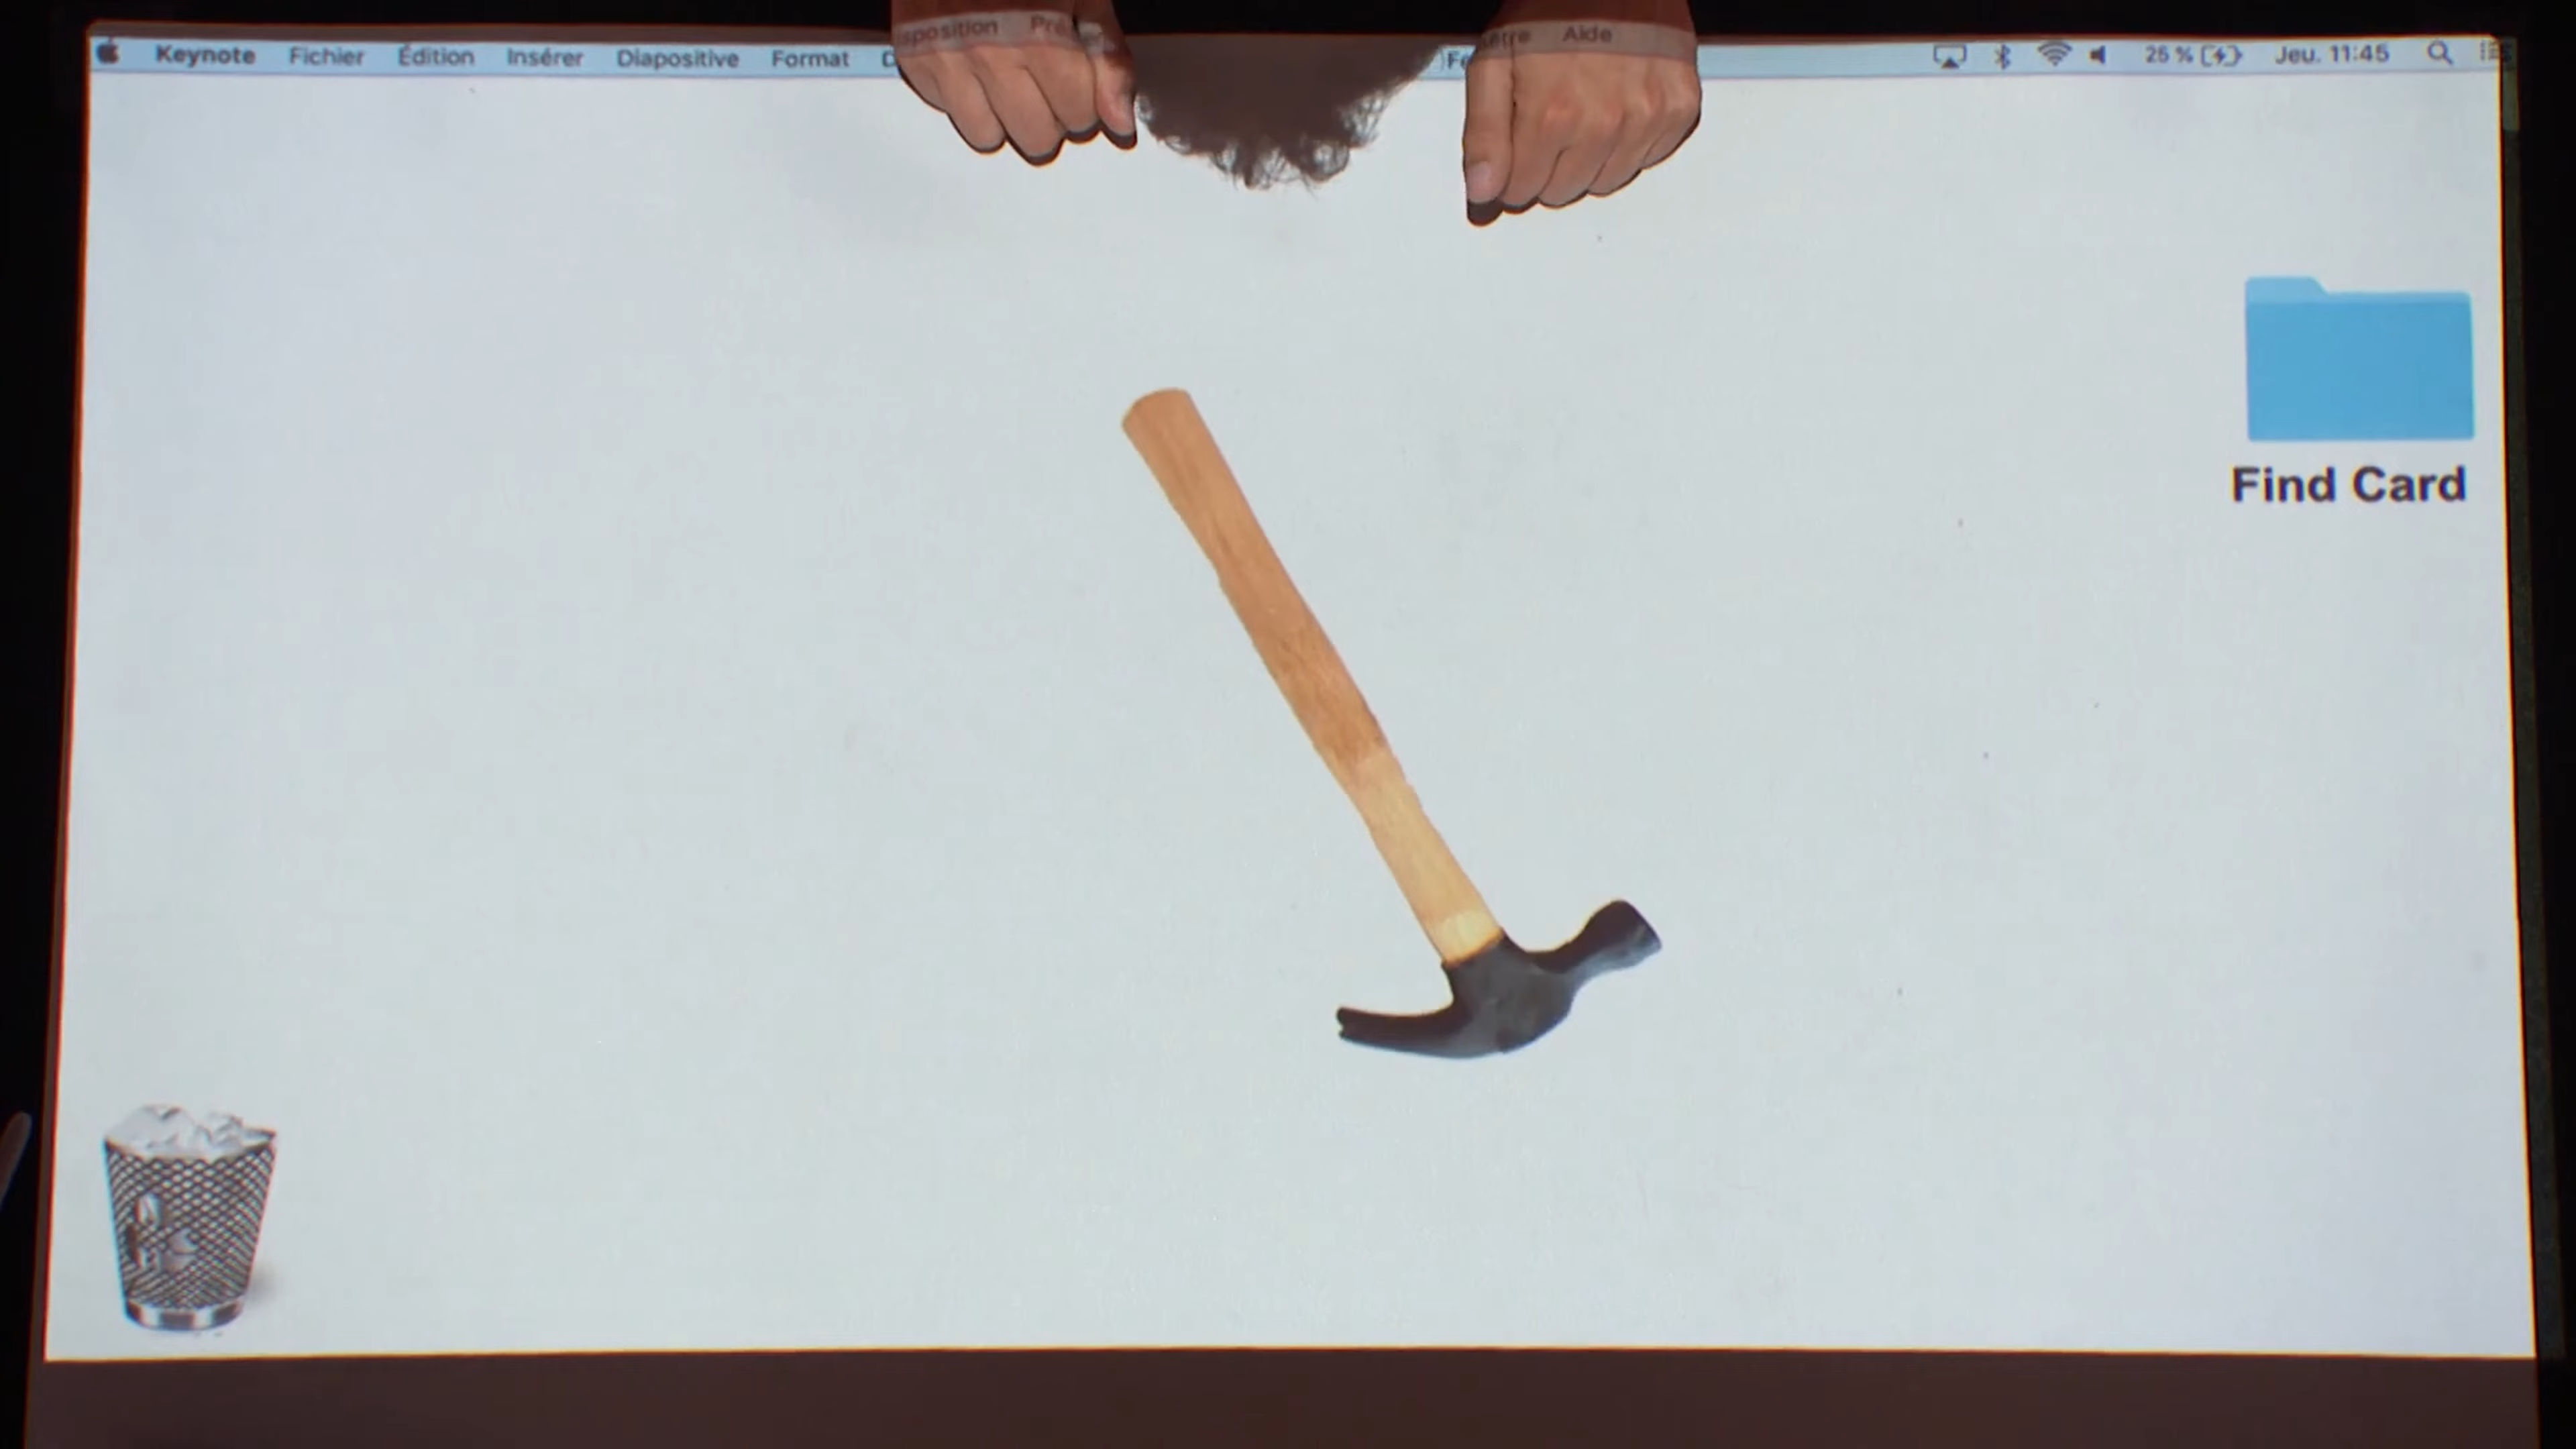 Keynote Fichier Édition Insérer Diapositive Format 25 % Jeu. 11:45
Aide
Find Card